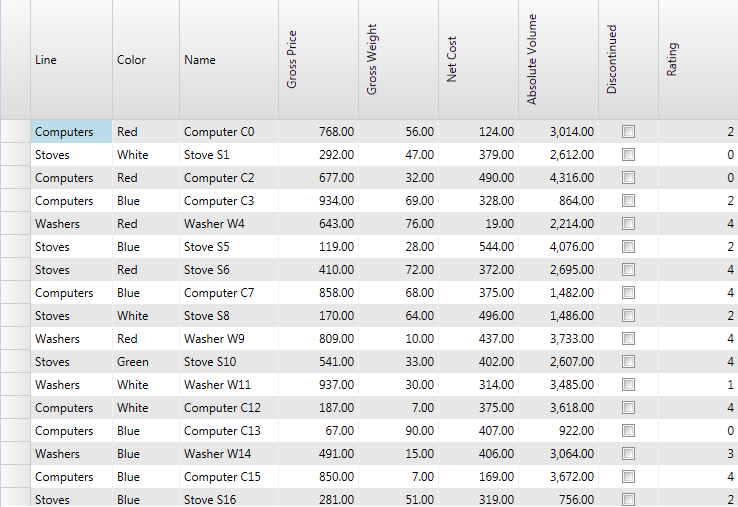 Line Color Name Gross Price Gross Weight Net Cost Absolute Volume Discontinued Rating
Computers Red Computer C0 768.00 56.00 124.00 3,014.00 2
Stoves White Stove S1 292.00 47.00 379.00 2,612.00 0
Computers Red Computer C2 677.00 32.00 490.00 4,316.00 0
Computers Blue Computer C3 934.00 69.00 328.00 864.00 2
Washers Red Washer W4 643.00 76.00 19.00 2,214.00 4
Stoves Blue Stove S5 119.00 28.00 544.00 4,076.00 2
Stoves Red Stove S6 410.00 72.00 372.00 2,695.00 4
Computers Blue Computer C7 858.00 68.00 375.00 1,482.00 4
Stoves White Stove S8 170.00 64.00 496.00 1,486.00 2
Washers Red Washer W9 809.00 10.00 437.00 3,733.00 4
Stoves Green Stove S10 541.00 33.00 402.00 2,607.00 4
Washers White Washer W11 937.00 30.00 314.00 3,485.00 1
Computers White Computer C12 187.00 7.00 375.00 3,618.00 4
Computers Blue Computer C13 67.00 90.00 407.00 922.00 0
Washers Blue Washer W14 491.00 15.00 406.00 3,064.00 3
Computers Blue Computer C15 850.00 7.00 169.00 3,672.00 4
Stoves Blue Stove S16 281.00 51.00 319.00 756.00 2